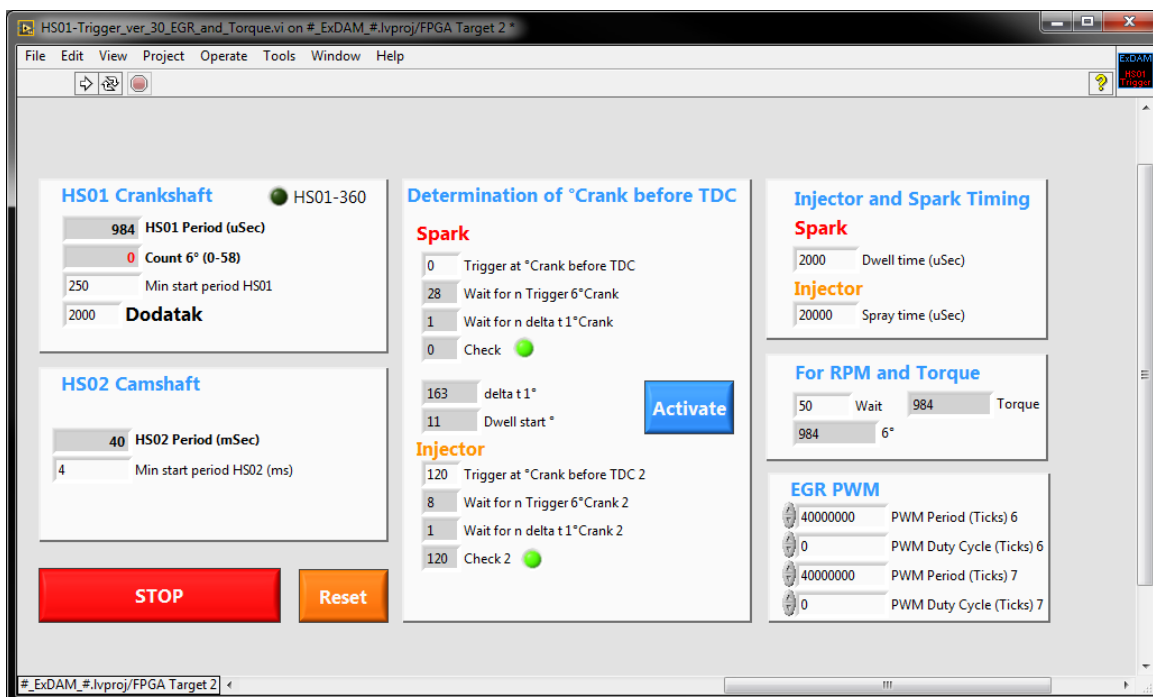 HS01-Trigger_ver_30_EGR_and_Torque.vi on #_ExDAM_#.lvproj/FPGA Target 2 *
File Edit View Project Operate Tools Window Help
ExDAM
HS01
Trigger
HS01 Crankshaft
HS01-360
984 HS01 Period (uSec)
0 Count 6° (0-58)
250 Min start period HS01
2000 Dodatak
HS02 Camshaft
40 HS02 Period (mSec)
4 Min start period HS02 (ms)
STOP
Reset
Determination of °Crank before TDC
Spark
0 Trigger at °Crank before TDC
28 Wait for n Trigger 6°Crank
1 Wait for n delta t 1°Crank
0 Check
163 delta t 1°
11 Dwell start °
Activate
Injector
120 Trigger at °Crank before TDC 2
8 Wait for n Trigger 6°Crank 2
1 Wait for n delta t 1°Crank 2
120 Check 2
Injector and Spark Timing
Spark
2000 Dwell time (uSec)
Injector
20000 Spray time (uSec)
For RPM and Torque
50 Wait 984 Torque
984 6°
EGR PWM
40000000 PWM Period (Ticks) 6
0 PWM Duty Cycle (Ticks) 6
40000000 PWM Period (Ticks) 7
0 PWM Duty Cycle (Ticks) 7
#_ExDAM_#.lvproj/FPGA Target 2